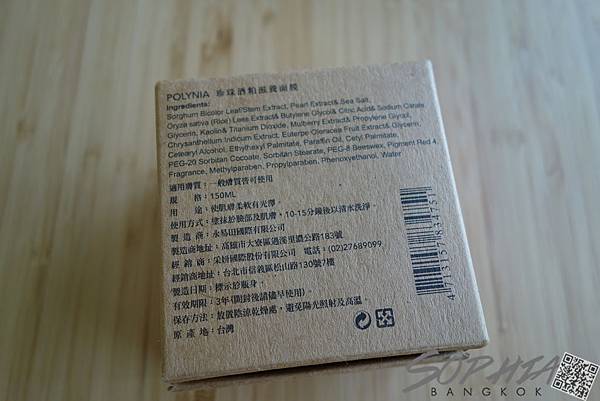 POLYNIA 珍珠酒粕滋養面膜
Ingredients:
Sorghum Bicolor Leaf/Stem Extract, Pearl Extract& Sea Salt,
Oryza sativa (Rice) Lees Extract& Butylene Glycol& Citric Acid& Sodium Citrate,
Glycerin, Kaolin& Titanium Dioxide, Mulberry Extract& Propylene Glycol,
Chrysanthellum Indicum Extract, Euterpe Oleracea Fruit Extract& Glycerin,
Cetearyl Alcohol, Ethylhexyl Palmitate, Paraffin Oil, Cetyl Palmitate,
PEG-20 Sorbitan Cocoate, Sorbitan Stearate, PEG-8 Beeswax, Pigment Red 4,
Fragrance, Methylparaben, Propylparaben, Phenoxyethanol, Water
適用膚質：一般膚質皆可使用
規 格：150ML
用 途：使肌膚柔軟有光澤。
使用方式：塗抹於臉部及肌膚，10-15分鐘後以清水洗淨。
製 造 商：永易田國際有限公司
製造商地址：高雄市大寮區過溪里濃公路183號
經 銷 商：采妍國際股份有限公司 電話：(02)27689099
經銷商地址：台北市信義區松山路130號7樓
製造日期：標示於瓶身。
有效期限：3年(開封後請儘早使用)。
保存方法：放置陰涼乾燥處，避免陽光照射及高溫。
原 產 地：台灣
4713157834751
SOPHIA
BANGKOK